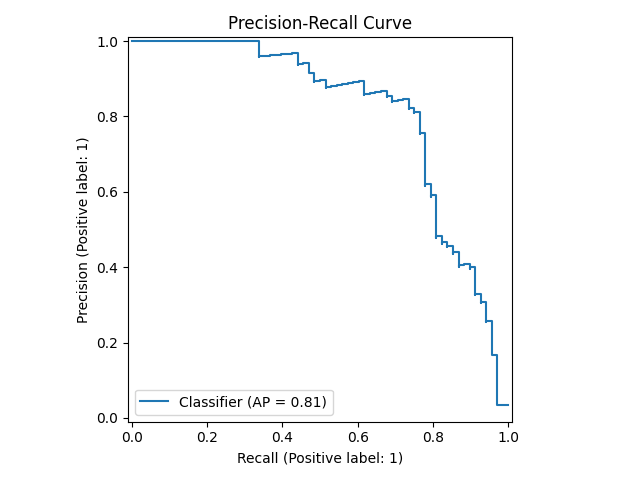 Precision-Recall Curve
1.0
0.8
0.6
0.4
0.2
0.0
Precision (Positive label: 1)
Classifier (AP = 0.81)
0.0 0.2 0.4 0.6 0.8 1.0
Recall (Positive label: 1)